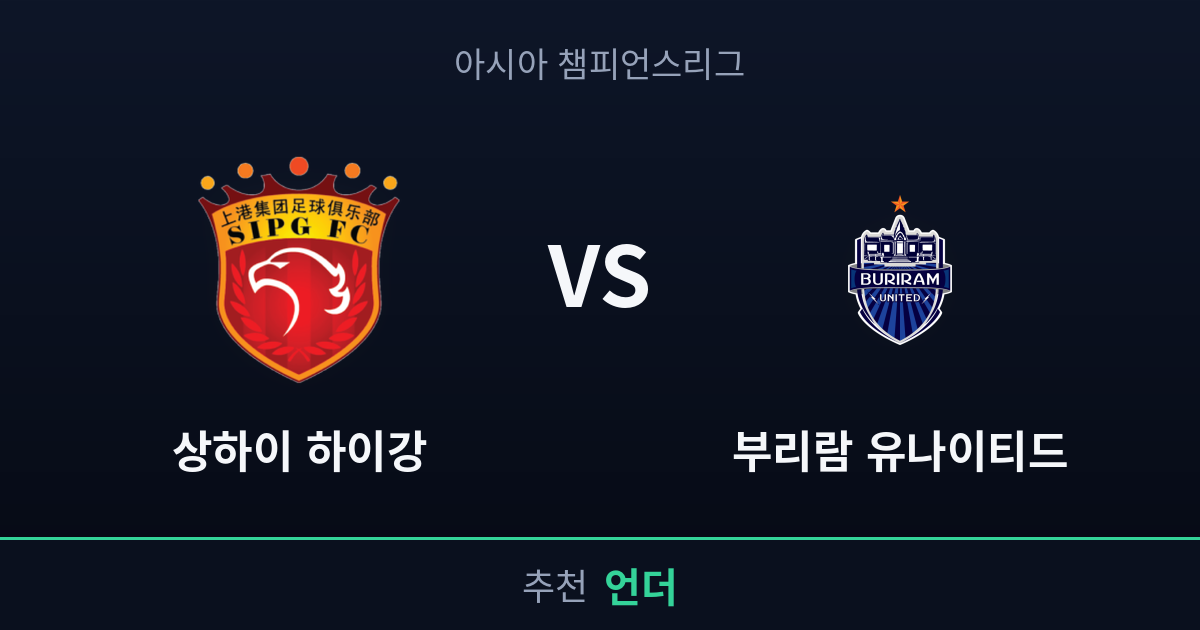 아시아 챔피언스리그
上港集团足球俱乐部
SIPG FC
VS
BURIRAM
UNITED
상하이 하이강
부리람 유나이티드
추천 언더